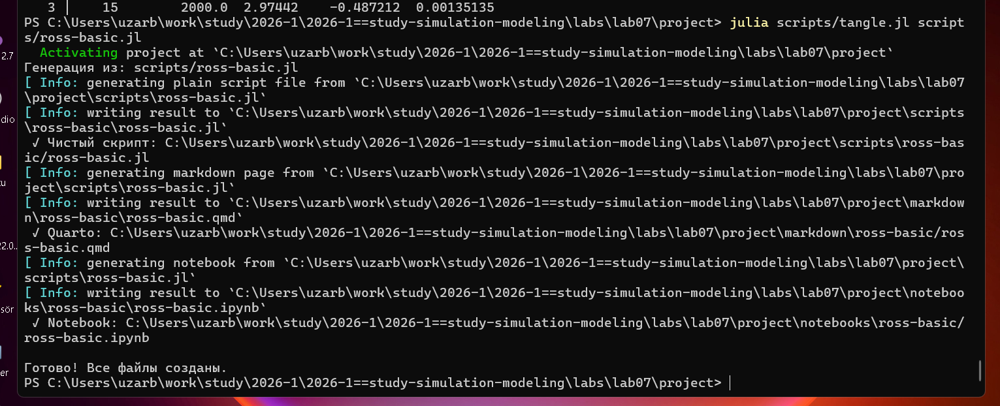 3 │ 15 2000.0 2.97442 -0.487212 0.00135135
PS C:\Users\uzarb\work\study\2026-1\2026-1==study-simulation-modeling\labs\lab07\project> julia scripts/tangle.jl script
s/ross-basic.jl
Activating project at `C:\Users\uzarb\work\study\2026-1\2026-1==study-simulation-modeling\labs\lab07\project`
Генерация из: scripts/ross-basic.jl
[ Info: generating plain script file from `C:\Users\uzarb\work\study\2026-1\2026-1==study-simulation-modeling\labs\lab07
\project\scripts\ross-basic.jl`
[ Info: writing result to `C:\Users\uzarb\work\study\2026-1\2026-1==study-simulation-modeling\labs\lab07\project\scripts
\ross-basic\ross-basic.jl`
✓ Чистый скрипт: C:\Users\uzarb\work\study\2026-1\2026-1==study-simulation-modeling\labs\lab07\project\scripts\ross-bas
ic/ross-basic.jl
[ Info: generating markdown page from `C:\Users\uzarb\work\study\2026-1\2026-1==study-simulation-modeling\labs\lab07\pro
ject\scripts\ross-basic.jl`
[ Info: writing result to `C:\Users\uzarb\work\study\2026-1\2026-1==study-simulation-modeling\labs\lab07\project\markdow
n\ross-basic\ross-basic.qmd`
✓ Quarto: C:\Users\uzarb\work\study\2026-1\2026-1==study-simulation-modeling\labs\lab07\project\markdown\ross-basic/ros
s-basic.qmd
[ Info: generating notebook from `C:\Users\uzarb\work\study\2026-1\2026-1==study-simulation-modeling\labs\lab07\project\
scripts\ross-basic.jl`
[ Info: writing result to `C:\Users\uzarb\work\study\2026-1\2026-1==study-simulation-modeling\labs\lab07\project\noteboo
ks\ross-basic\ross-basic.ipynb`
✓ Notebook: C:\Users\uzarb\work\study\2026-1\2026-1==study-simulation-modeling\labs\lab07\project\notebooks\ross-basic/
ross-basic.ipynb
Готово! Все файлы созданы.
PS C:\Users\uzarb\work\study\2026-1\2026-1==study-simulation-modeling\labs\lab07\project>
2.7
dio
22.0..
sör
er